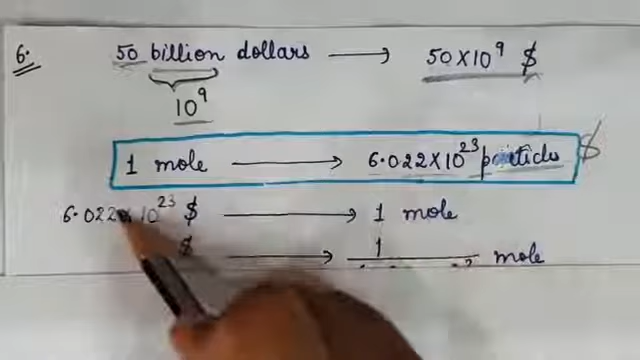 6. 50 billion dollars → 50 × 10⁹ $
10⁹
1 mole → 6.022 × 10²³ particles $
6.022 × 10²³ $ → 1 mole
$ → 1 mole